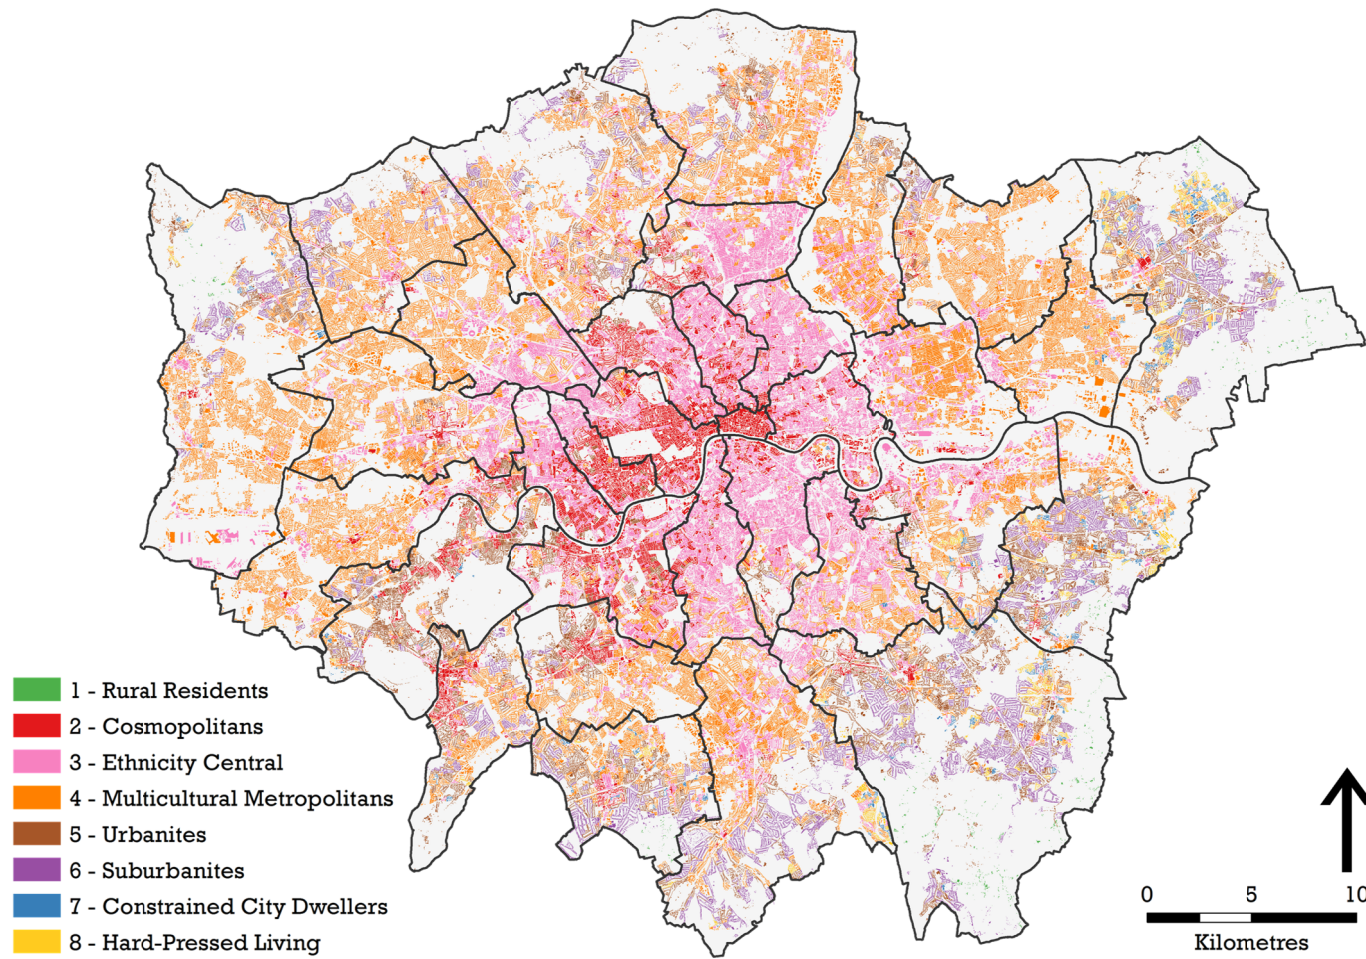 1 - Rural Residents
2 - Cosmopolitans
3 - Ethnicity Central
4 - Multicultural Metropolitans
5 - Urbanites
6 - Suburbanites
7 - Constrained City Dwellers
8 - Hard-Pressed Living
0 5 10
Kilometres